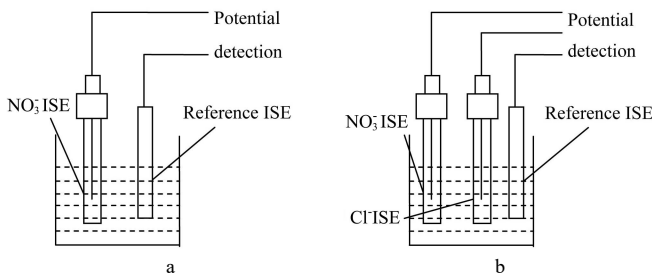 Potential
detection
NO₃⁻ ISE
Reference ISE
a
Potential
detection
Reference ISE
NO₃⁻ ISE
Cl⁻ISE
b